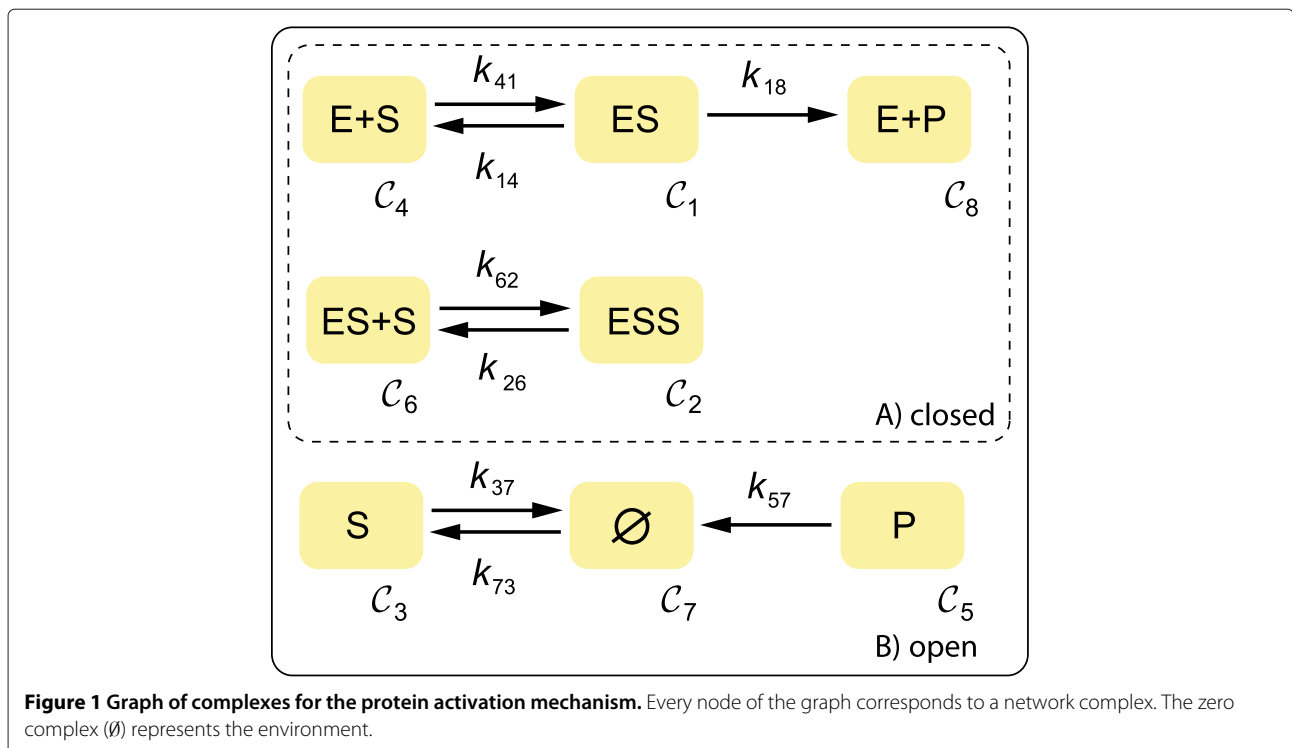 k41 k18
E+S ES E+P
k14
C4 C1 C8
k62
ES+S ESS
k26
C6 C2
A) closed
k37 k57
S Ø P
k73
C3 C7 C5
B) open
Figure 1 Graph of complexes for the protein activation mechanism. Every node of the graph corresponds to a network complex. The zero
complex (Ø) represents the environment.